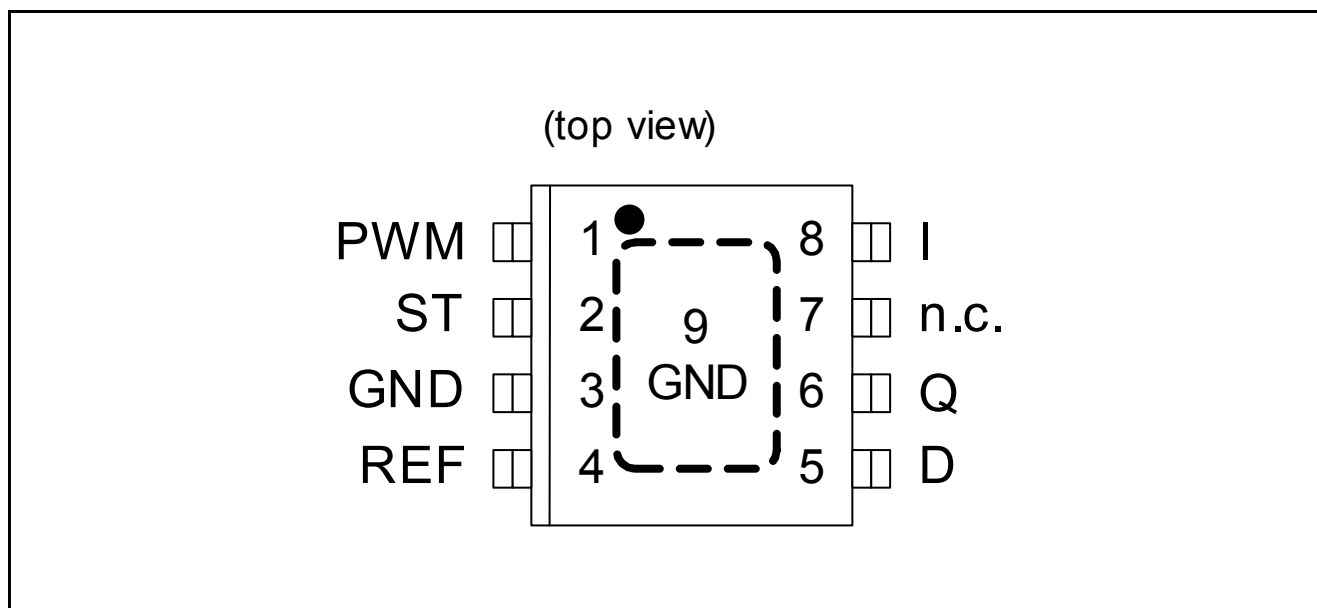 (top view)
PWM 1 8 I
ST 2 7 n.c.
9
GND 3 GND 6 Q
REF 4 5 D